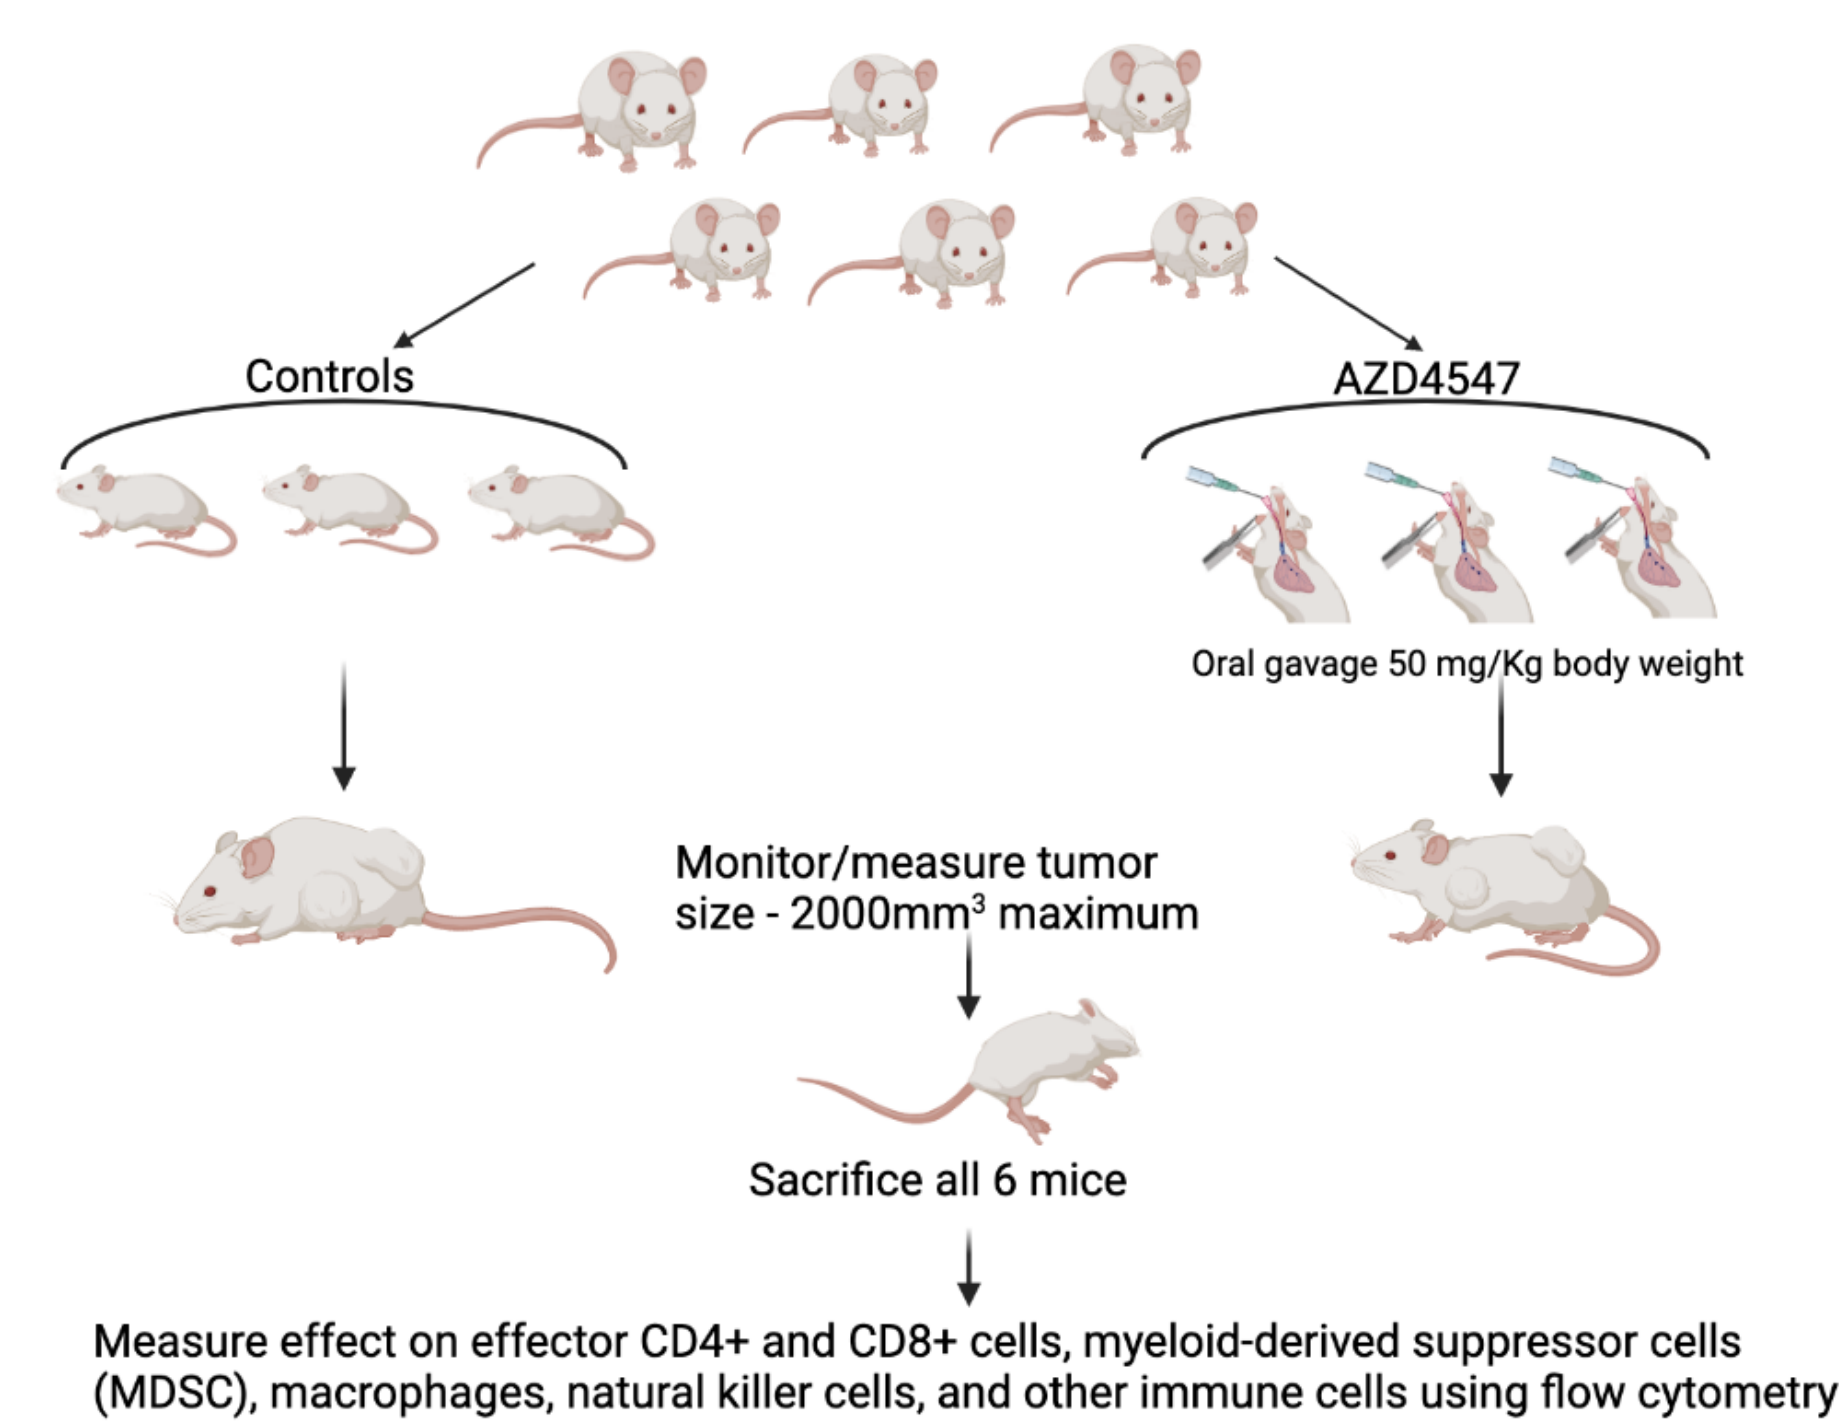 Controls
AZD4547
Oral gavage 50 mg/Kg body weight
Monitor/measure tumor
size - 2000mm³ maximum
Sacrifice all 6 mice
Measure effect on effector CD4+ and CD8+ cells, myeloid-derived suppressor cells
(MDSC), macrophages, natural killer cells, and other immune cells using flow cytometry